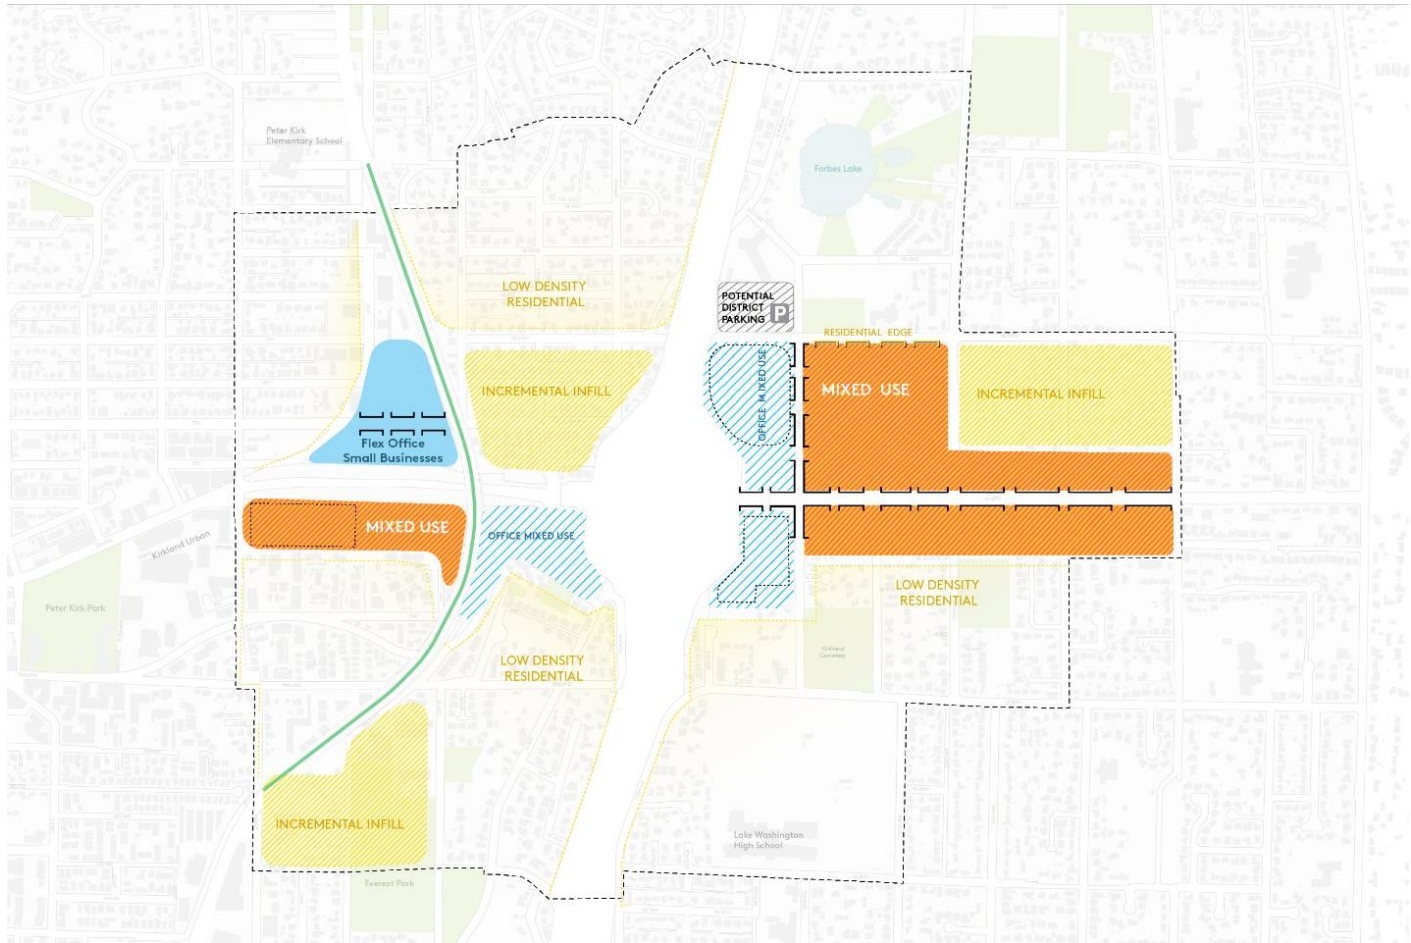 Peter Kirk
Elementary School
Forbes Lake
LOW DENSITY
RESIDENTIAL
POTENTIAL
DISTRICT
PARKING
P
RESIDENTIAL EDGE
OFFICE MIXED USE
MIXED USE
INCREMENTAL INFILL
INCREMENTAL INFILL
Flex Office
Small Businesses
MIXED USE
OFFICE MIXED USE
Kirkland Urban
Peter Kirk Park
LOW DENSITY
RESIDENTIAL
Kirkland
Cemetery
LOW DENSITY
RESIDENTIAL
INCREMENTAL INFILL
Lake Washington
High School
Everest Park